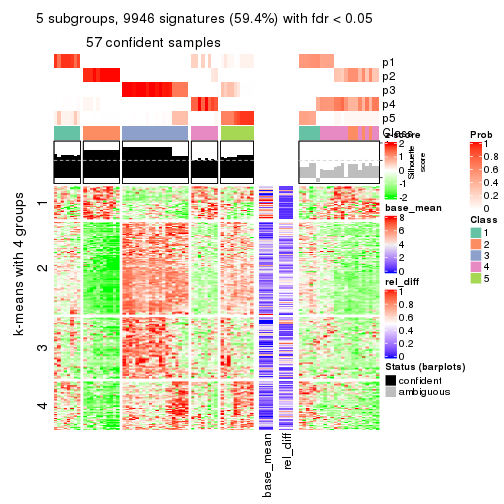 5 subgroups, 9946 signatures (59.4%) with fdr < 0.05
57 confident samples
p1
p2
p3
p4
p5
Class
k-means with 4 groups
1
2
3
4
base_mean
rel_diff
Silhouette
score
z-score
2
1
0
-1
-2
base_mean
8
6
4
2
0
rel_diff
1
0.8
0.6
0.4
0.2
0
Status (barplots)
confident
ambiguous
Prob
1
0.8
0.6
0.4
0.2
0
Class
1
2
3
4
5